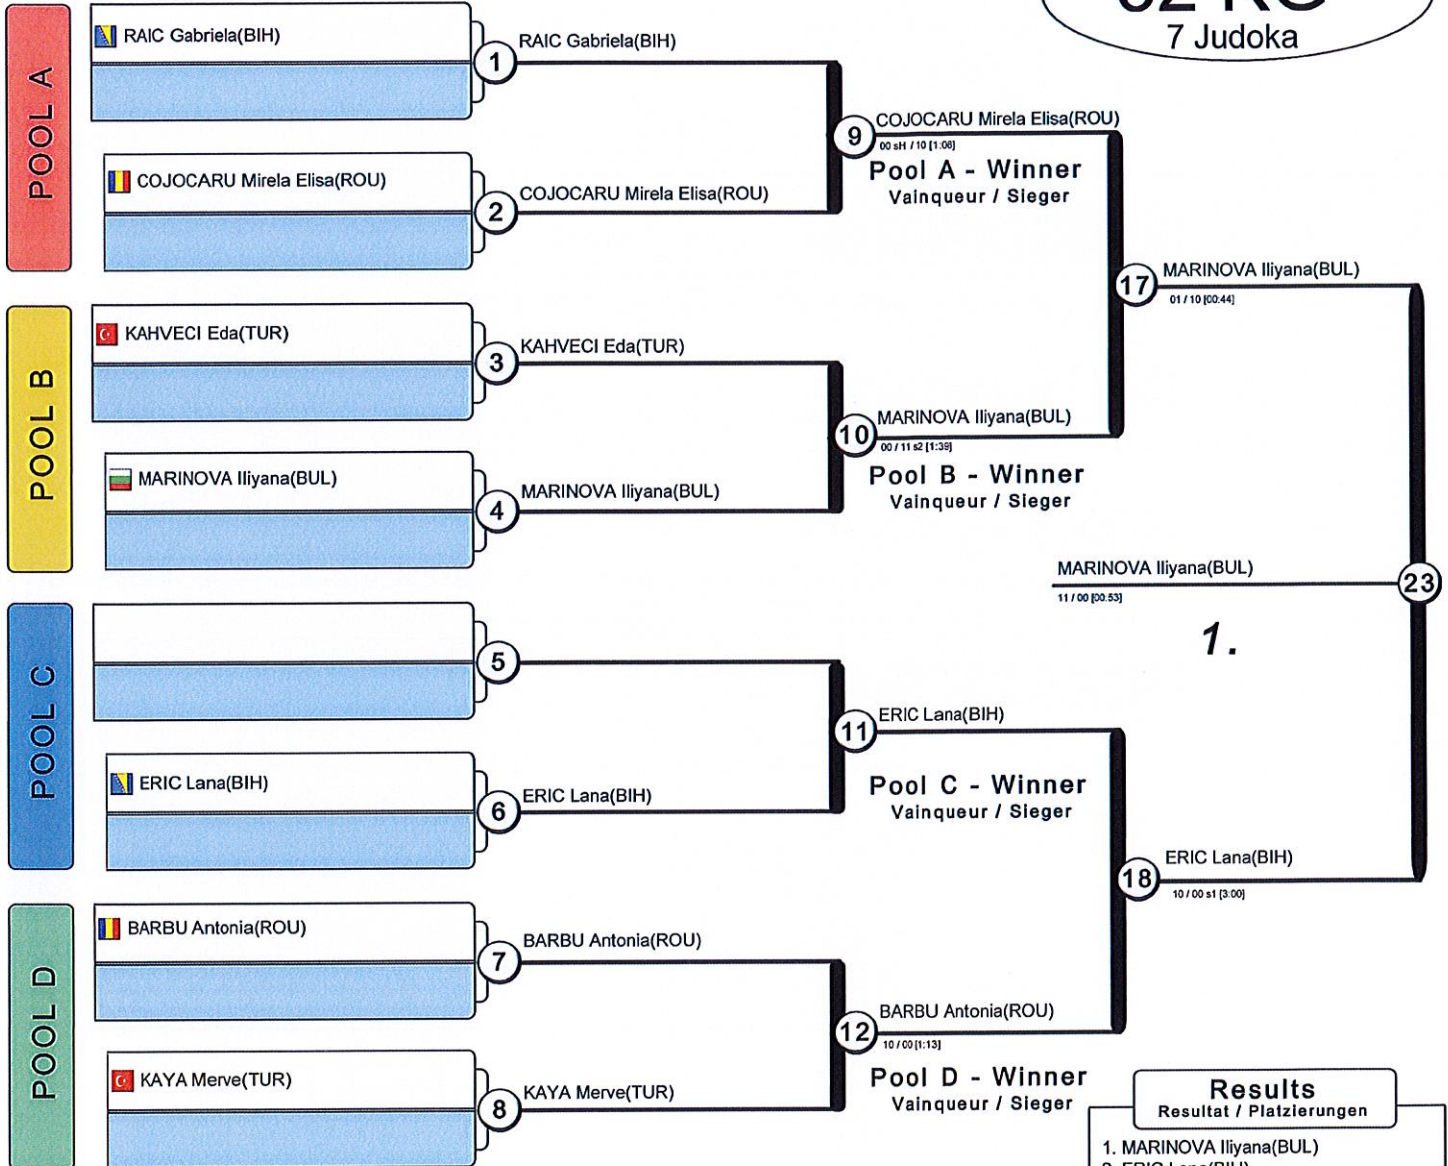 7 Judoka
POOL A
RAIC Gabriela(BIH)
1
RAIC Gabriela(BIH)
COJOCARU Mirela Elisa(ROU)
2
COJOCARU Mirela Elisa(ROU)
9
COJOCARU Mirela Elisa(ROU)
00 sH / 10 [1:08]
Pool A - Winner
Vainqueur / Sieger
POOL B
KAHVECI Eda(TUR)
3
KAHVECI Eda(TUR)
MARINOVA Iliyana(BUL)
4
MARINOVA Iliyana(BUL)
10
MARINOVA Iliyana(BUL)
00 / 11 s2 [1:39]
Pool B - Winner
Vainqueur / Sieger
17
MARINOVA Iliyana(BUL)
01 / 10 [00:44]
MARINOVA Iliyana(BUL)
11 / 00 [00:53]
23
1.
POOL C
5
ERIC Lana(BIH)
6
ERIC Lana(BIH)
11
ERIC Lana(BIH)
Pool C - Winner
Vainqueur / Sieger
18
ERIC Lana(BIH)
10 / 00 s1 [3:00]
POOL D
BARBU Antonia(ROU)
7
BARBU Antonia(ROU)
KAYA Merve(TUR)
8
KAYA Merve(TUR)
12
BARBU Antonia(ROU)
10 / 00 [1:13]
Pool D - Winner
Vainqueur / Sieger
Results
Resultat / Platzierungen
1. MARINOVA Iliyana(BUL)
2. ERIC Lana(BIH)